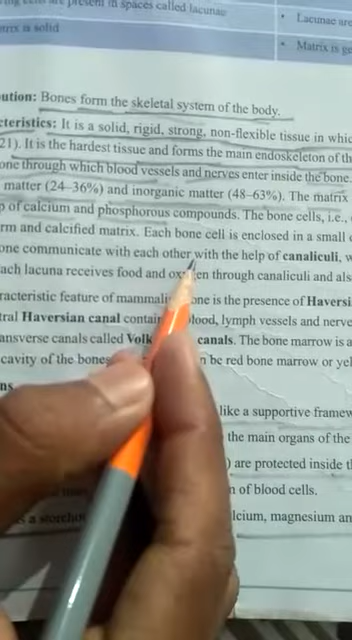 are present in spaces called lacunae
• Lacunae are
matrix is solid
• Matrix is
ution: Bones form the skeletal system of the body.
cteristics: It is a solid, rigid, strong, non-flexible tissue in whic
21). It is the hardest tissue and forms the main endoskeleton of th
one through which blood vessels and nerves enter inside the bone.
matter (24–36%) and inorganic matter (48–63%). The matrix
p of calcium and phosphorous compounds. The bone cells, i.e.,
rm and calcified matrix. Each bone cell is enclosed in a small
one communicate with each other with the help of canaliculi, w
ach lacuna receives food and oxygen through canaliculi and als
racteristic feature of mammalian bone is the presence of Haversi
tral Haversian canal contain blood, lymph vessels and nerve
ansverse canals called Volk canals. The bone marrow is a
cavity of the bones n be red bone marrow or yel
ns
like a supportive framew
the main organs of the
) are protected inside t
n of blood cells.
s a storeho lcium, magnesium an